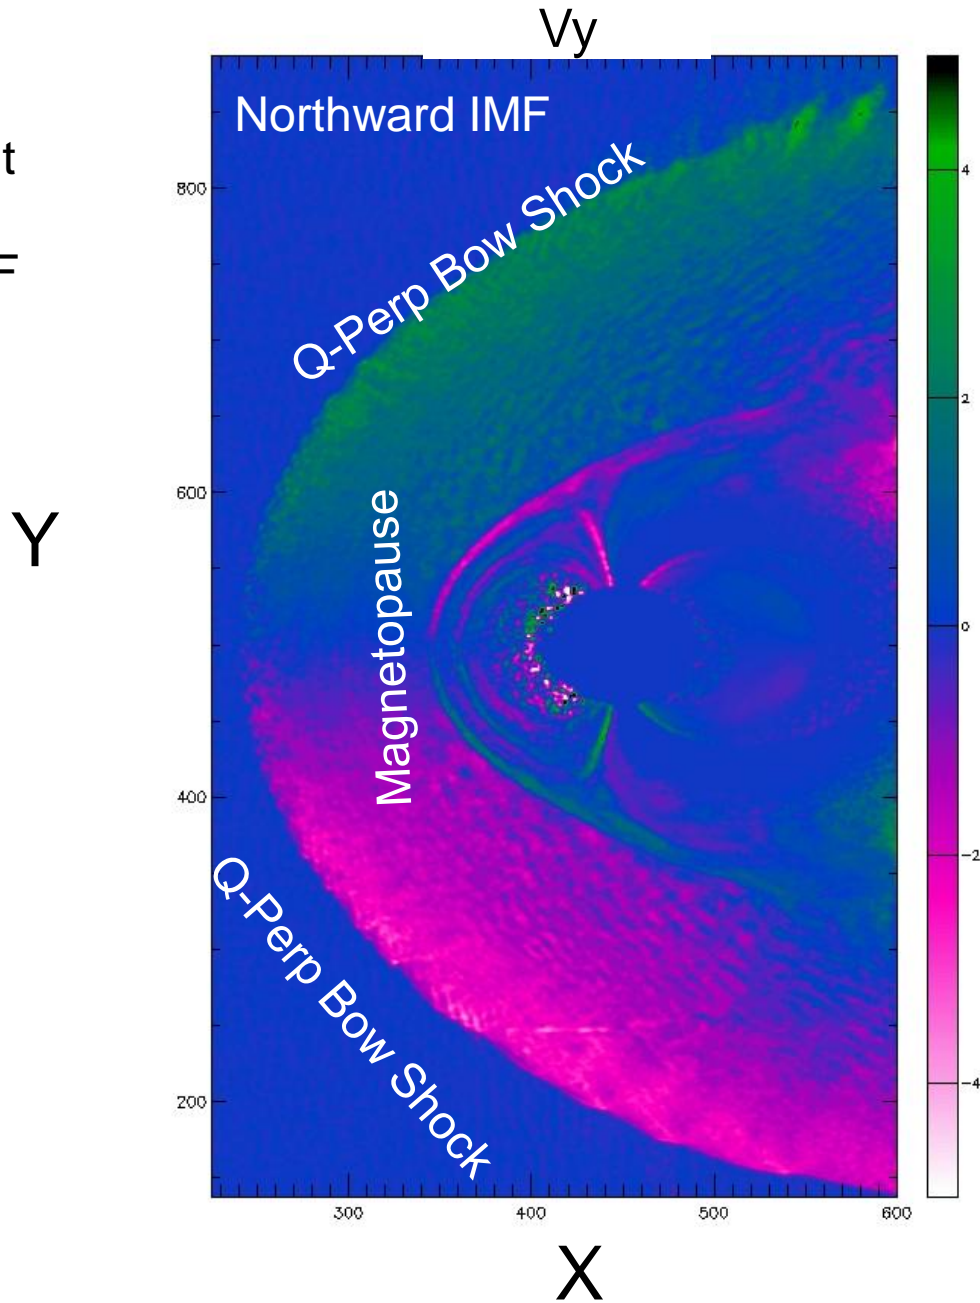 Vy
Northward IMF
t
F
Q-Perp Bow Shock
Magnetopause
Q-Perp Bow Shock
Y
X
800
600
400
200
300
400
500
600
4
2
0
-2
-4